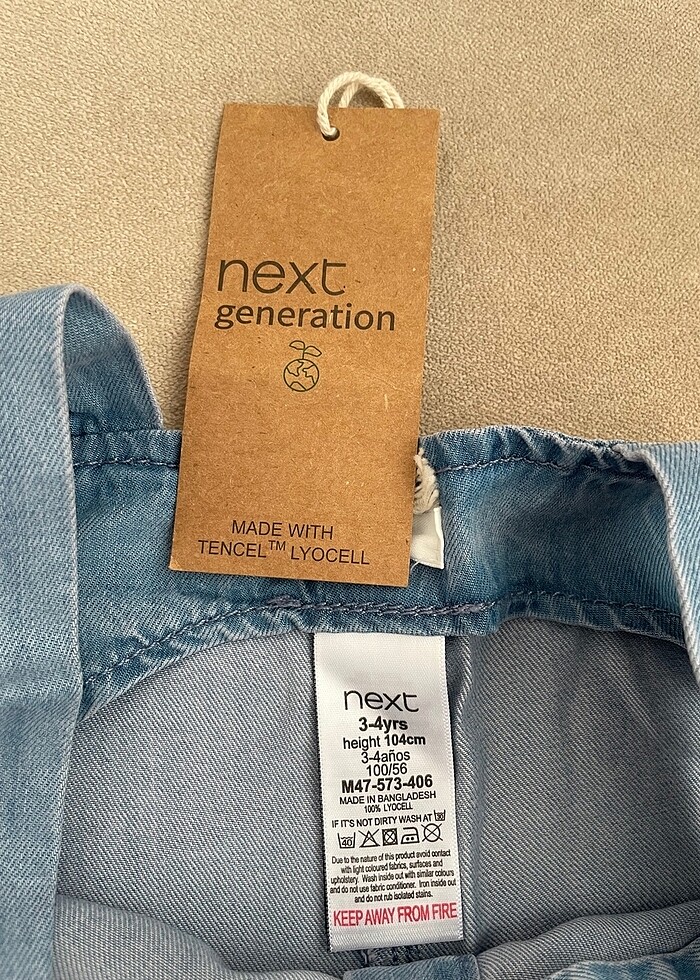 next
generation
MADE WITH
TENCEL™ LYOCELL
next
3-4yrs
height 104cm
3-4años
100/56
M47-573-406
MADE IN BANGLADESH
100% LYOCELL
IF IT'S NOT DIRTY WASH AT 30
40
Due to the nature of this product avoid contact
with light coloured fabrics, surfaces and
upholstery. Wash inside out with similar colours
and do not use fabric conditioner. Iron inside out
and do not rub isolated stains.
KEEP AWAY FROM FIRE